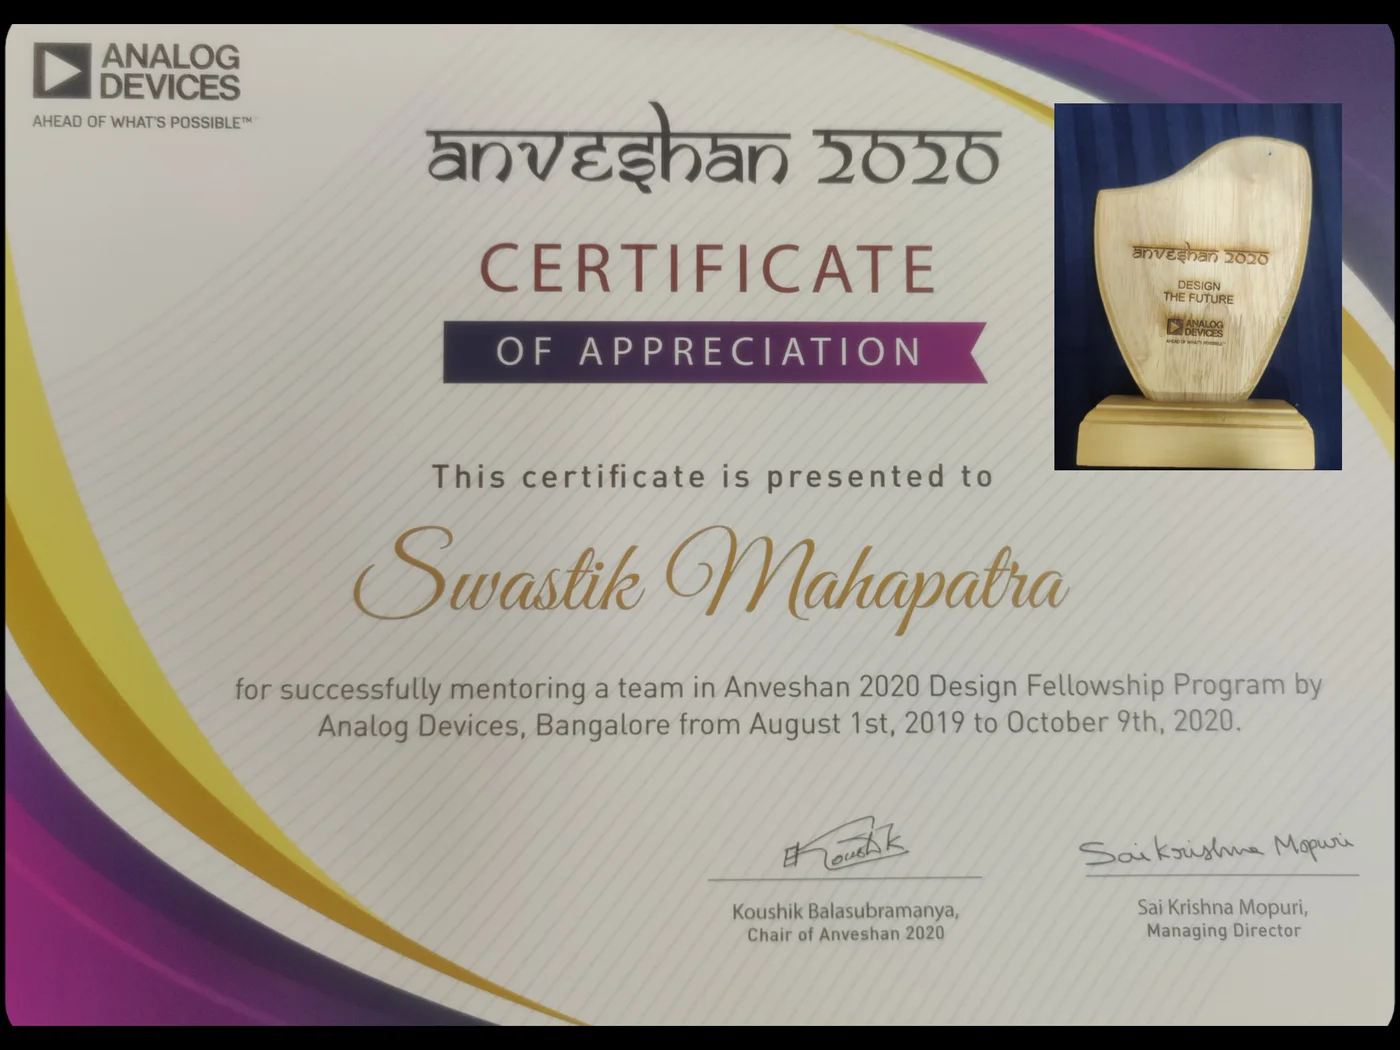 ANALOG
DEVICES
AHEAD OF WHAT'S POSSIBLE™
anveshan 2020
CERTIFICATE
OF APPRECIATION
This certificate is presented to
Swastik Mahapatra
for successfully mentoring a team in Anveshan 2020 Design Fellowship Program by
Analog Devices, Bangalore from August 1st, 2019 to October 9th, 2020.
Koushik
Koushik Balasubramanya,
Chair of Anveshan 2020
Sai Krishna Mopuri
Sai Krishna Mopuri,
Managing Director
anveshan 2020
DESIGN
THE FUTURE
ANALOG
DEVICES
AHEAD OF WHAT'S POSSIBLE™